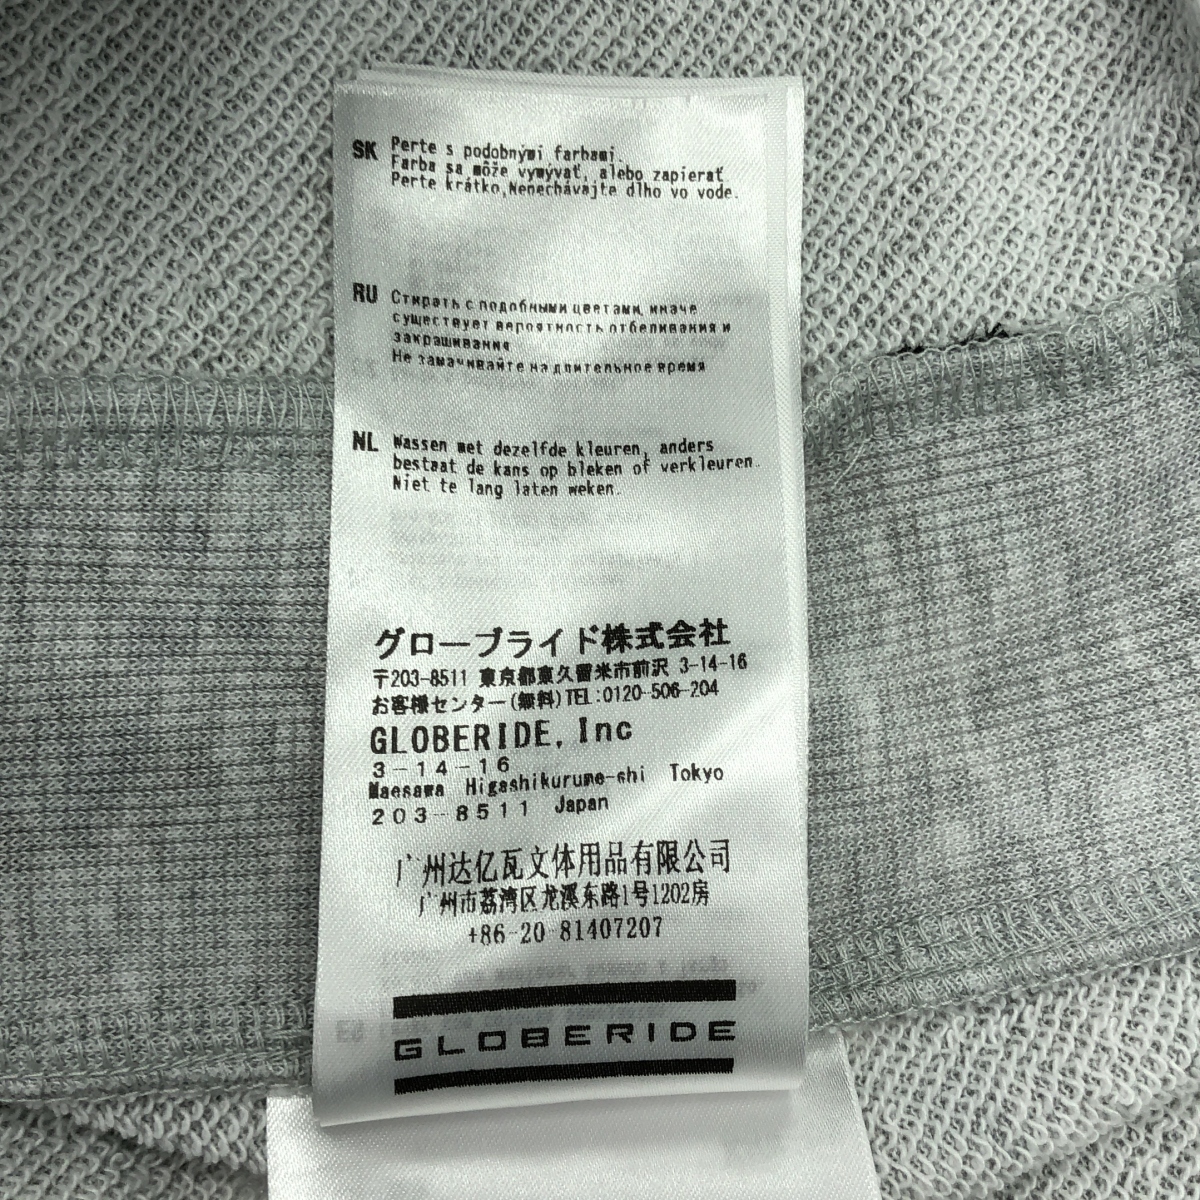 SK Perte s podobnými farbami.
Farba sa môže vymývať, alebo zapierať
Perte krátko,Nenechávajte dlho vo vode.
RU Стирать с подобными цветами, иначе
существует вероятность отбеливания и
закрашивания
Не замачивайте на длительное время
NL Wassen met dezelfde kleuren, anders
bestaat de kans op bleken of verkleuren.
Niet te lang laten weken.
グローブライド株式会社
〒203-8511 東京都東久留米市前沢 3-14-16
お客様センター(無料)TEL:0120-506-204
GLOBERIDE, Inc
3-14-16
Maesawa Higashikurume-shi Tokyo
203-8511 Japan
广州达亿瓦文体用品有限公司
广州市荔湾区龙溪东路1号1202房
+86-20-81407207
GLOBERIDE